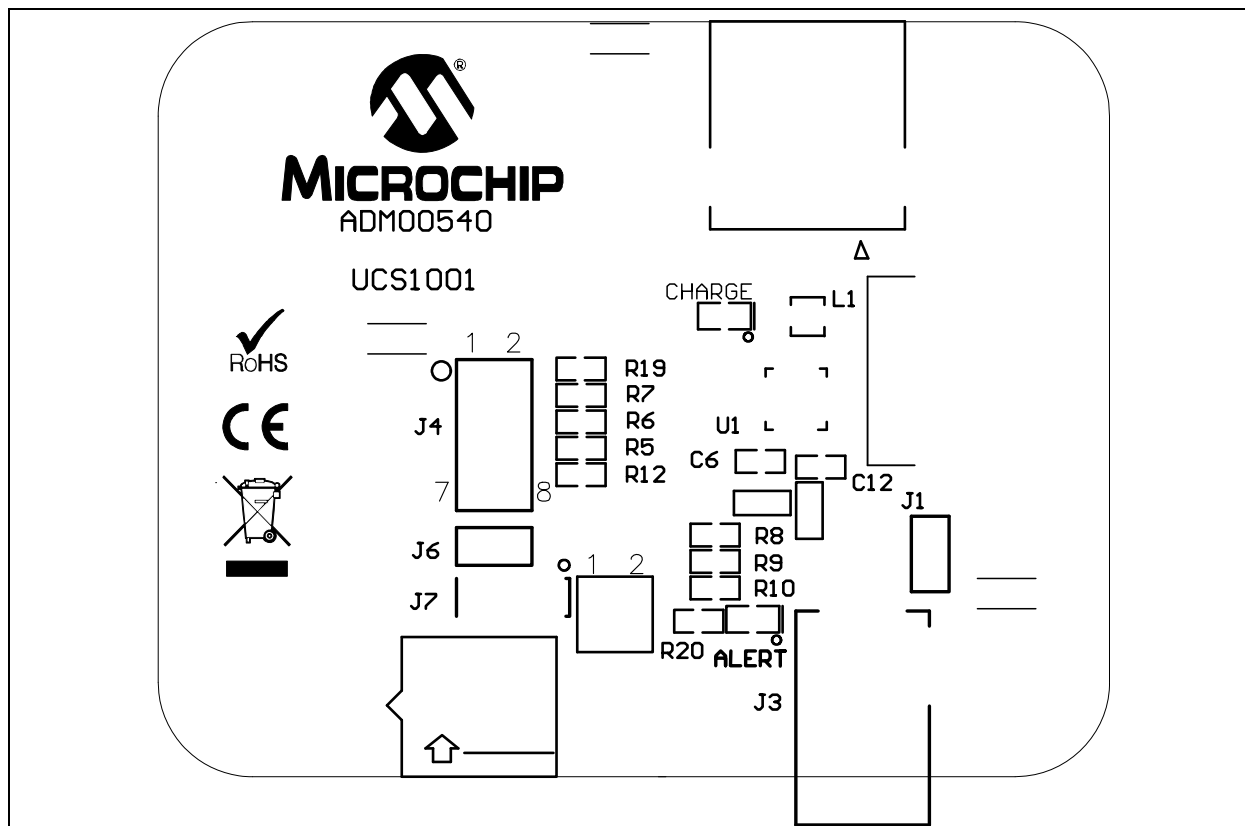 ®
MICROCHIP
ADM00540
UCS1001
CHARGE
L1
RoHS
1 2
R19
R7
J4
R6
U1
R5
C6
R12
C12
7 8
J1
R8
J6
R9
1 2
R10
J7
R20
ALERT
J3
CE